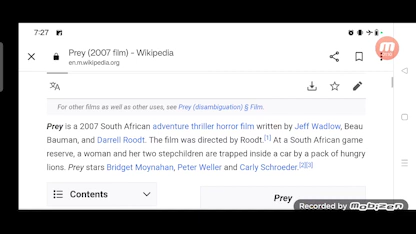 7:27
Prey (2007 film) - Wikipedia
en.m.wikipedia.org
For other films as well as other uses, see Prey (disambiguation) § Film.
Prey is a 2007 South African adventure thriller horror film written by Jeff Wadlow, Beau
Bauman, and Darrell Roodt. The film was directed by Roodt.[1] At a South African game
reserve, a woman and her two stepchildren are trapped inside a car by a pack of hungry
lions. Prey stars Bridget Moynahan, Peter Weller and Carly Schroeder.[2][3]
Contents
Prey
Recorded by Mobizen